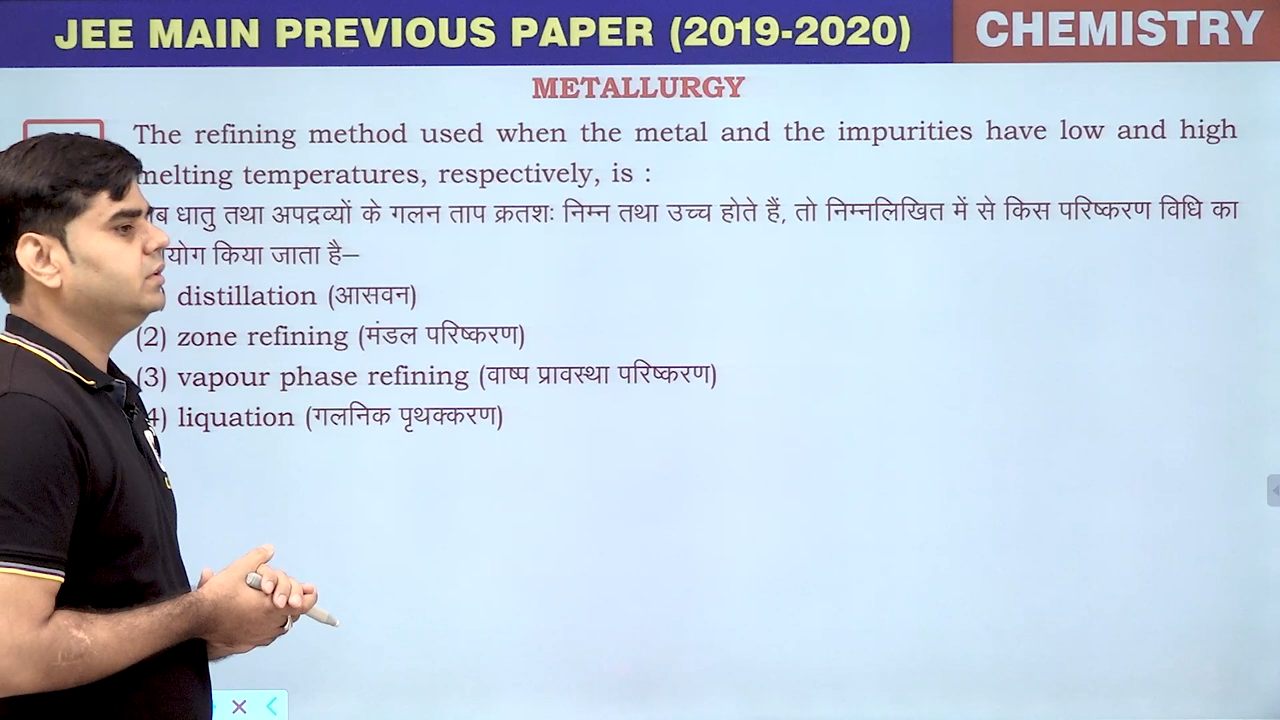 JEE MAIN PREVIOUS PAPER (2019-2020) CHEMISTRY
METALLURGY
The refining method used when the metal and the impurities have low and high
melting temperatures, respectively, is :
धातु तथा अपद्रव्यों के गलन ताप क्रतशः निम्न तथा उच्च होते हैं, तो निम्नलिखित में से किस परिष्करण विधि का
किया जाता है–
distillation (आसवन)
(2) zone refining (मंडल परिष्करण)
(3) vapour phase refining (वाष्प प्रावस्था परिष्करण)
4) liquation (गलनिक पृथक्करण)